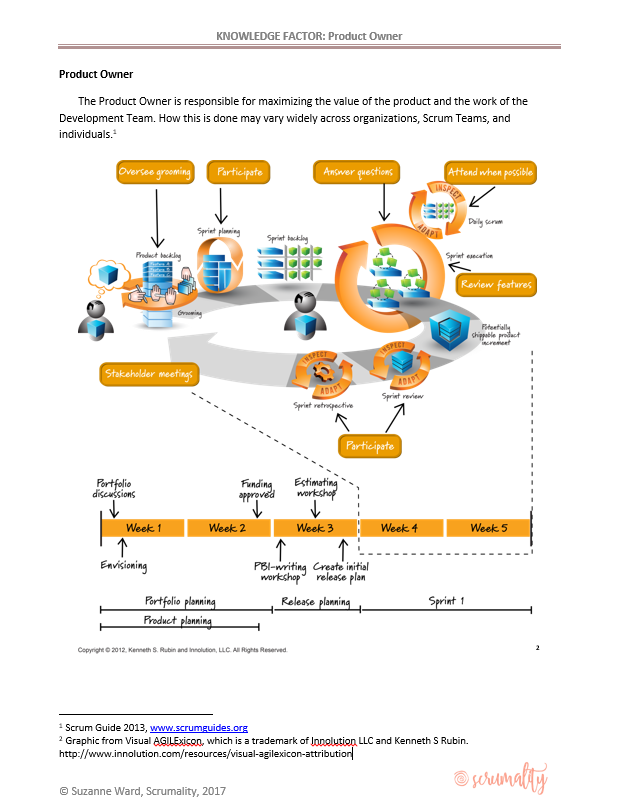 KNOWLEDGE FACTOR: Product Owner
Product Owner
The Product Owner is responsible for maximizing the value of the product and the work of the
Development Team. How this is done may vary widely across organizations, Scrum Teams, and
individuals.1
Oversee grooming
Participate
Answer questions
Attend when possible
INSPECT
ADAPT
Daily scrum
Sprint planning
Sprint backlog
Product backlog
Feature A
Feature B
Feature C
Sprint execution
Review features
Grooming
Potentially
shippable product
increment
INSPECT
ADAPT
INSPECT
ADAPT
Stakeholder meetings
Sprint retrospective
Sprint review
Participate
Portfolio
discussions
Funding
approved
Estimating
workshop
Week 1
Week 2
Week 3
Week 4
Week 5
Envisioning
PBI-writing
workshop
Create initial
release plan
Portfolio planning
Release planning
Sprint 1
Product planning
Copyright © 2012, Kenneth S. Rubin and Innolution, LLC. All Rights Reserved.
2
1 Scrum Guide 2013, www.scrumguides.org
2 Graphic from Visual AGILExicon, which is a trademark of Innolution LLC and Kenneth S Rubin.
http://www.innolution.com/resources/visual-agilexicon-attribution
scrumality
© Suzanne Ward, Scrumality, 2017